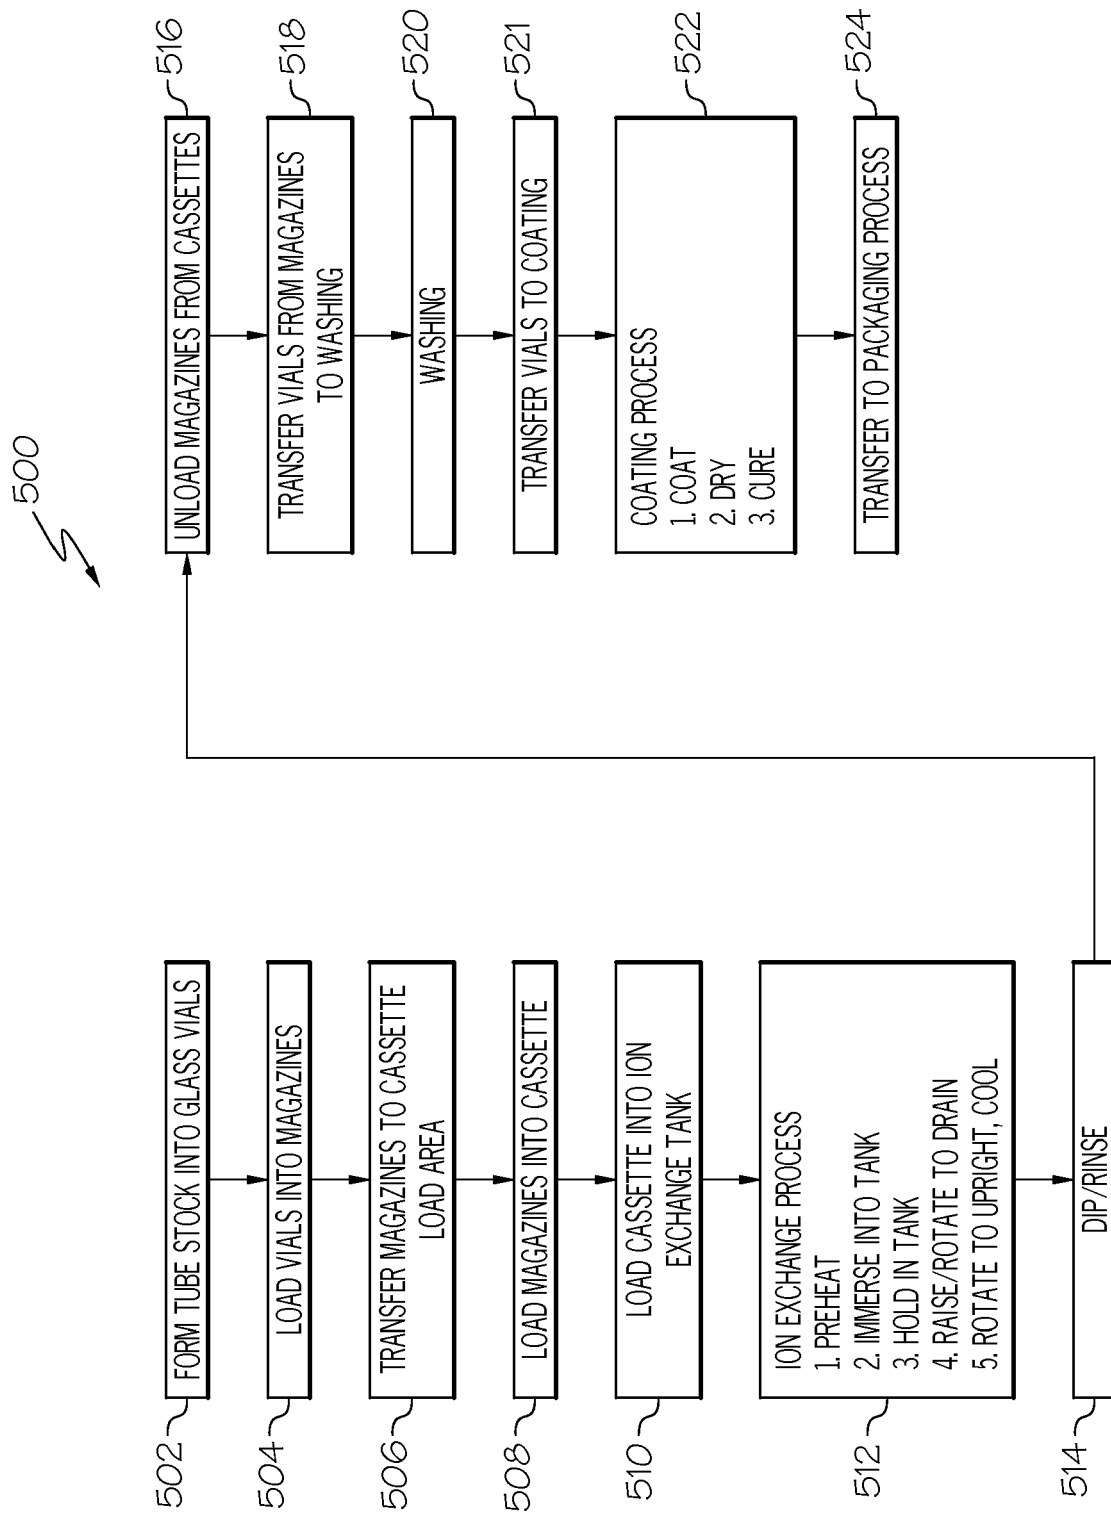 500
502
FORM TUBE STOCK INTO GLASS VIALS
504
LOAD VIALS INTO MAGAZINES
506
TRANSFER MAGAZINES TO CASSETTE
LOAD AREA
508
LOAD MAGAZINES INTO CASSETTE
510
LOAD CASSETTE INTO ION
EXCHANGE TANK
512
ION EXCHANGE PROCESS
1. PREHEAT
2. IMMERSE INTO TANK
3. HOLD IN TANK
4. RAISE/ROTATE TO DRAIN
5. ROTATE TO UPRIGHT, COOL
514
DIP/RINSE
516
UNLOAD MAGAZINES FROM CASSETTES
518
TRANSFER VIALS FROM MAGAZINES
TO WASHING
520
WASHING
521
TRANSFER VIALS TO COATING
522
COATING PROCESS
1. COAT
2. DRY
3. CURE
524
TRANSFER TO PACKAGING PROCESS